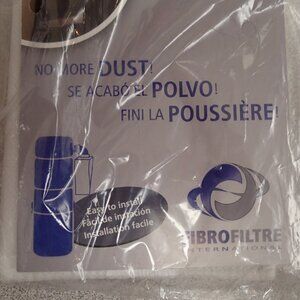 NO MORE DUST!
SE ACABÓ EL POLVO!
FINI LA POUSSIÈRE!
Easy to install
Fácil de instalación
Installation facile
FIBROFILTRE
INTERNATIONAL